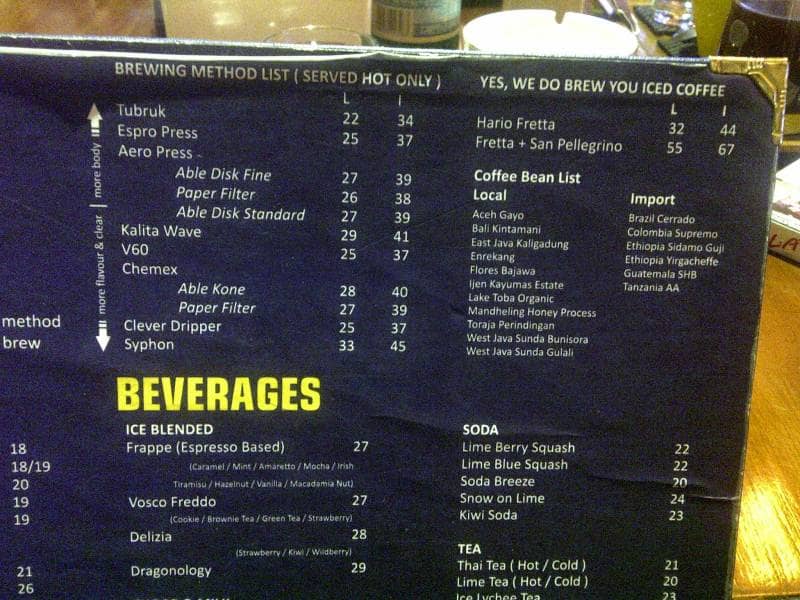 BREWING METHOD LIST ( SERVED HOT ONLY )
L I
more body
more flavour & clear
Tubruk 22 34
Espro Press 25 37
Aero Press
Able Disk Fine 27 39
Paper Filter 26 38
Able Disk Standard 27 39
Kalita Wave 29 41
V60 25 37
Chemex
Able Kone 28 40
Paper Filter 27 39
Clever Dripper 25 37
Syphon 33 45
method
brew
YES, WE DO BREW YOU ICED COFFEE
L I
Hario Fretta 32 44
Fretta + San Pellegrino 55 67
Coffee Bean List
Local
Aceh Gayo
Bali Kintamani
East Java Kaligadung
Enrekang
Flores Bajawa
Ijen Kayumas Estate
Lake Toba Organic
Mandheling Honey Process
Toraja Perindingan
West Java Sunda Bunisora
West Java Sunda Gulali
Import
Brazil Cerrado
Colombia Supremo
Ethiopia Sidamo Guji
Ethiopia Yirgacheffe
Guatemala SHB
Tanzania AA
BEVERAGES
18
18/19
20
19
19
21
26
ICE BLENDED
Frappe (Espresso Based) 27
(Caramel / Mint / Amaretto / Mocha / Irish
Tiramisu / Hazelnut / Vanilla / Macadamia Nut)
Vosco Freddo 27
(Cookie / Brownie Tea / Green Tea / Strawberry)
Delizia 28
(Strawberry / Kiwi / Wildberry)
Dragonology 29
SODA
Lime Berry Squash 22
Lime Blue Squash 22
Soda Breeze 20
Snow on Lime 24
Kiwi Soda 23
TEA
Thai Tea ( Hot / Cold ) 21
Lime Tea ( Hot / Cold ) 20
Ice Lychee Tea 23